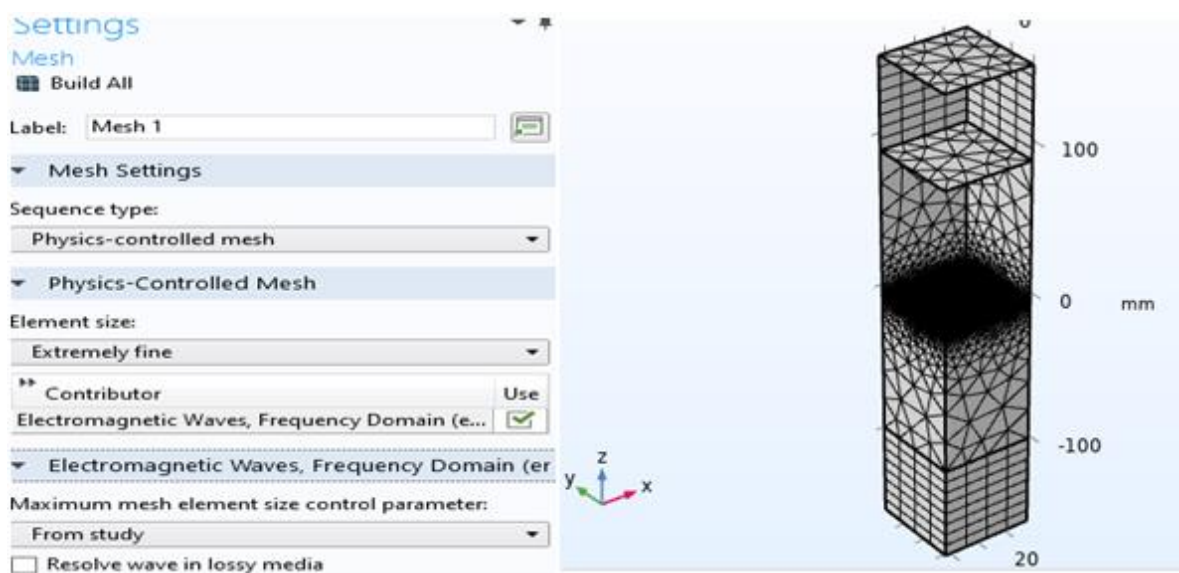 Settings
Mesh
Build All
Label: Mesh 1
Mesh Settings
Sequence type:
Physics-controlled mesh
Physics-Controlled Mesh
Element size:
Extremely fine
Contributor Use
Electromagnetic Waves, Frequency Domain (e...
Electromagnetic Waves, Frequency Domain (er
Maximum mesh element size control parameter:
From study
Resolve wave in lossy media
0
100
0 mm
-100
20
z
y x